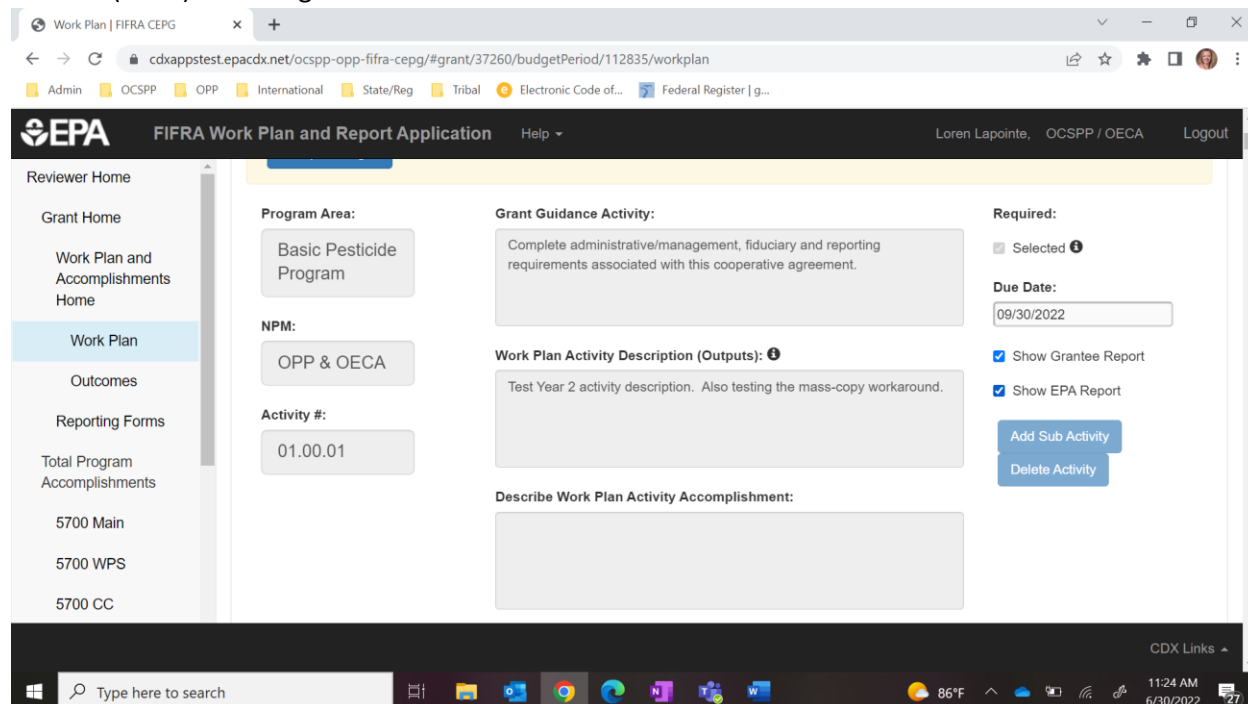 Work Plan | FIFRA CEPG
cdxappstest.epacdx.net/ocspp-opp-fifra-cepg/#grant/37260/budgetPeriod/112835/workplan
Admin OCSPP OPP International State/Reg Tribal Electronic Code of... Federal Register | g...
EPA FIFRA Work Plan and Report Application Help Loren Lapointe, OCSPP / OECA Logout
Reviewer Home
Grant Home
Work Plan and
Accomplishments
Home
Work Plan
Outcomes
Reporting Forms
Total Program
Accomplishments
5700 Main
5700 WPS
5700 CC
Program Area:
Basic Pesticide
Program
NPM:
OPP & OECA
Activity #:
01.00.01
Grant Guidance Activity:
Complete administrative/management, fiduciary and reporting
requirements associated with this cooperative agreement.
Work Plan Activity Description (Outputs):
Test Year 2 activity description. Also testing the mass-copy workaround.
Describe Work Plan Activity Accomplishment:
Required:
Selected
Due Date:
09/30/2022
Show Grantee Report
Show EPA Report
Add Sub Activity
Delete Activity
CDX Links
Type here to search
86°F
11:24 AM
6/30/2022
27